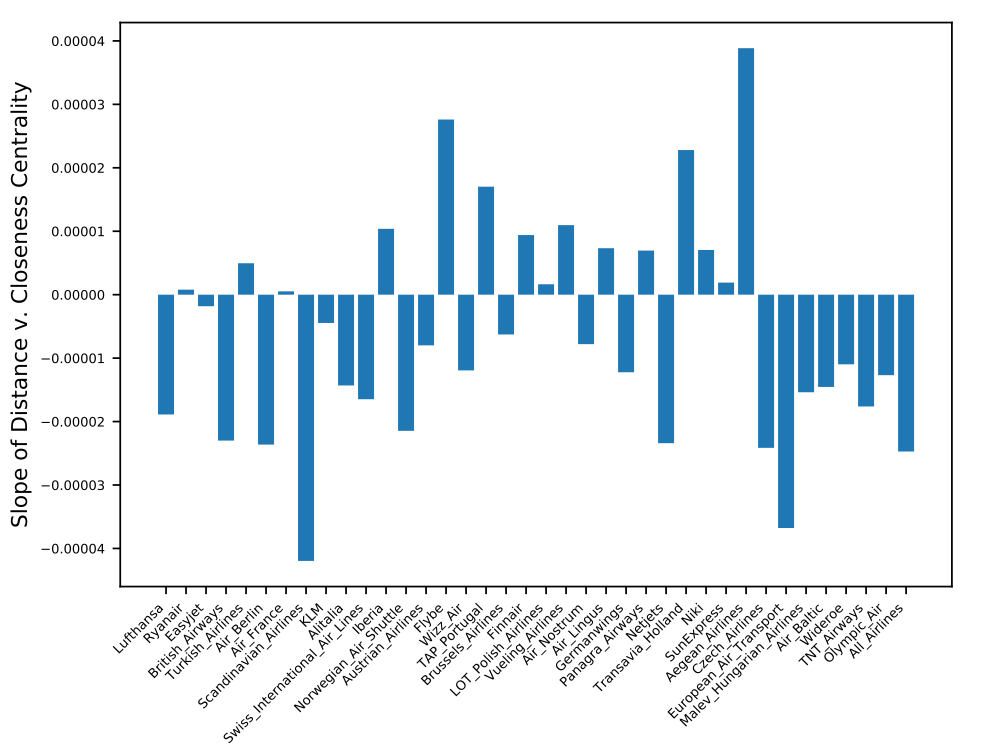 Slope of Distance v. Closeness Centrality
0.00004
0.00003
0.00002
0.00001
0.00000
−0.00001
−0.00002
−0.00003
−0.00004
Lufthansa
Ryanair
Easyjet
British_Airways
Turkish_Airlines
Air_Berlin
Air_France
Scandinavian_Airlines
KLM
Alitalia
Swiss_International_Air_Lines
Iberia
Norwegian_Air_Shuttle
Austrian_Airlines
Flybe
Wizz_Air
TAP_Portugal
Brussels_Airlines
Finnair
LOT_Polish_Airlines
Vueling_Airlines
Air_Nostrum
Air_Lingus
Germanwings
Panagra_Airways
Netjets
Transavia_Holland
Niki
SunExpress
Aegean_Airlines
Czech_Airlines
European_Air_Transport
Malev_Hungarian_Airlines
Air_Baltic
Wideroe
TNT_Airways
Olympic_Air
All_Airlines